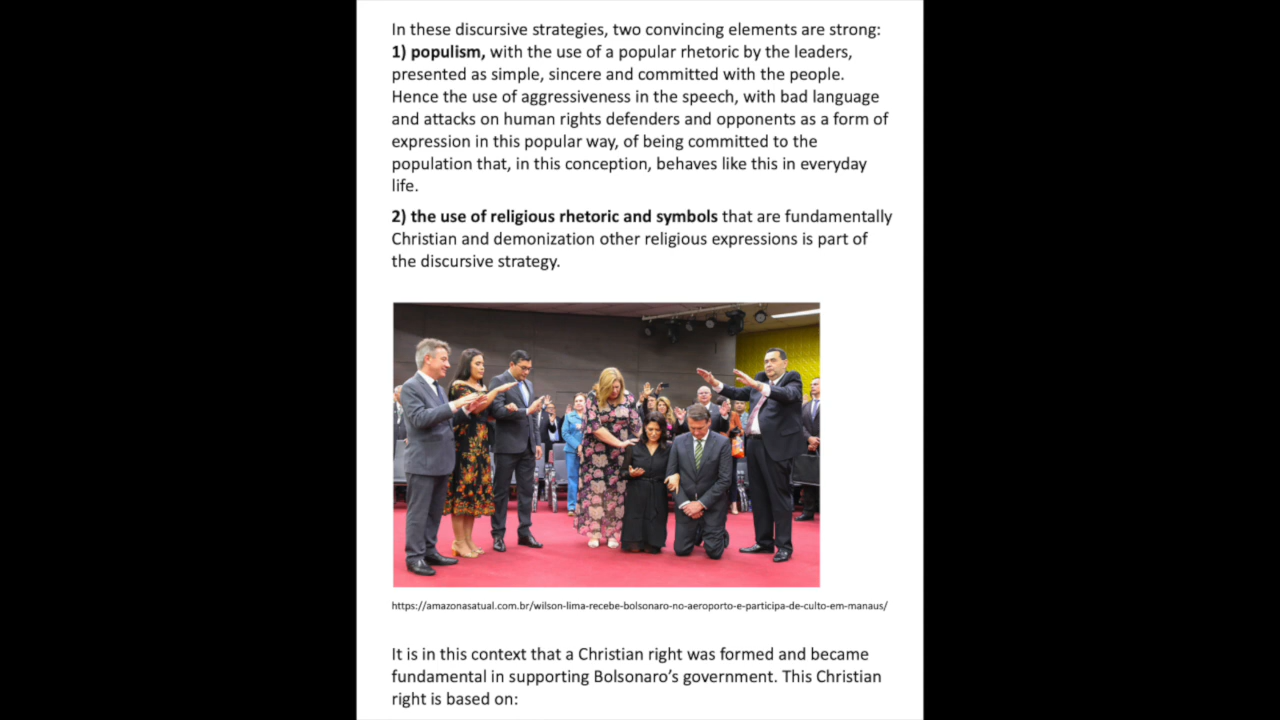 In these discursive strategies, two convincing elements are strong:
1) populism, with the use of a popular rhetoric by the leaders,
presented as simple, sincere and committed with the people.
Hence the use of aggressiveness in the speech, with bad language
and attacks on human rights defenders and opponents as a form of
expression in this popular way, of being committed to the
population that, in this conception, behaves like this in everyday
life.
2) the use of religious rhetoric and symbols that are fundamentally
Christian and demonization other religious expressions is part of
the discursive strategy.
https://amazonasatual.com.br/wilson-lima-recebe-bolsonaro-no-aeroporto-e-participa-de-culto-em-manaus/
It is in this context that a Christian right was formed and became
fundamental in supporting Bolsonaro’s government. This Christian
right is based on: